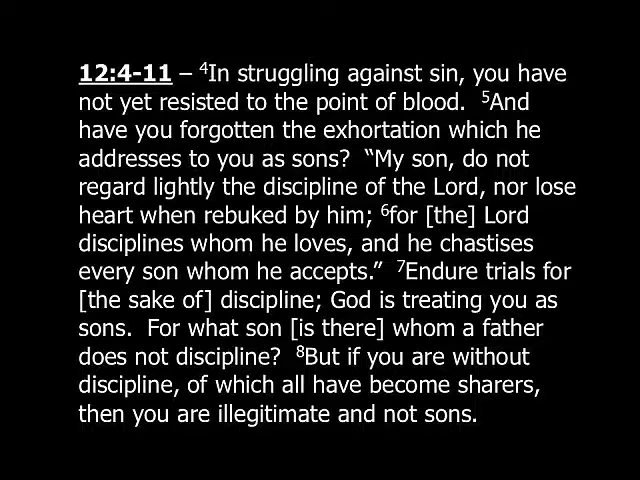 12:4-11 – ⁴In struggling against sin, you have
not yet resisted to the point of blood.  ⁵And
have you forgotten the exhortation which he
addresses to you as sons?  “My son, do not
regard lightly the discipline of the Lord, nor lose
heart when rebuked by him; ⁶for [the] Lord
disciplines whom he loves, and he chastises
every son whom he accepts.”  ⁷Endure trials for
[the sake of] discipline; God is treating you as
sons.  For what son [is there] whom a father
does not discipline?  ⁸But if you are without
discipline, of which all have become sharers,
then you are illegitimate and not sons.